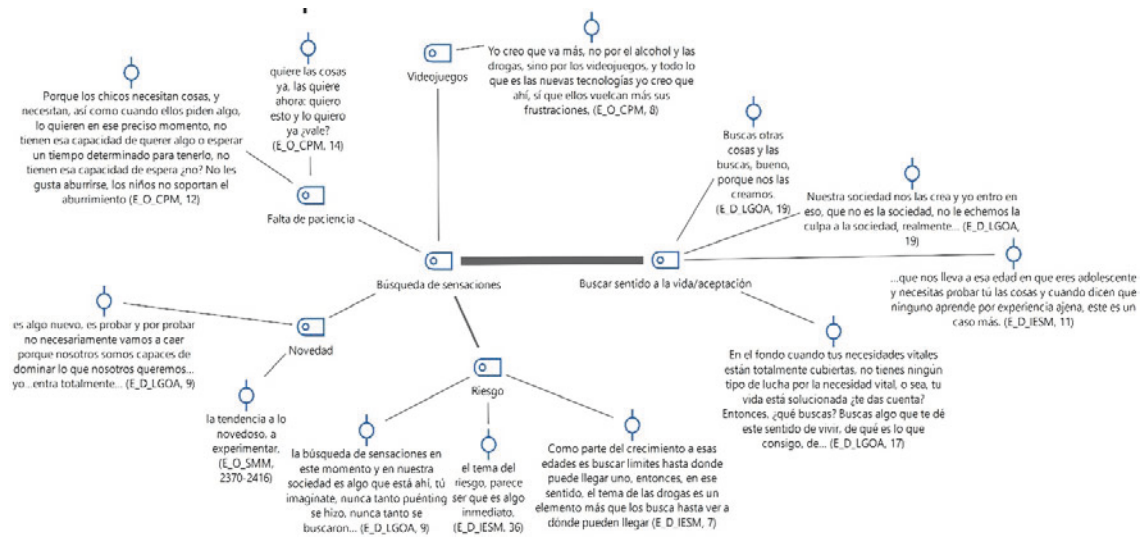 Porque los chicos necesitan cosas, y
necesitan, así como cuando ellos piden algo,
lo quieren en ese preciso momento, no
tienen esa capacidad de querer algo o esperar
un tiempo determinado para tenerlo, no
tienen esa capacidad de espera ¿no? No les
gusta aburrirse, los niños no soportan el
aburrimiento (E_O_CPM, 12)
quiere las cosas
ya, las quiere
ahora: quiero
esto y lo quiero
ya ¿vale?
(E_O_CPM, 14)
Videojuegos
Yo creo que va más, no por el alcohol y las
drogas, sino por los videojuegos, y todo lo
que es las nuevas tecnologías yo creo que
ahí, sí que ellos vuelcan más sus
frustraciones, (E_O_CPM, 8)
Falta de paciencia
Buscas otras
cosas y las
buscas, bueno,
porque nos las
creamos.
(E_D_LGOA, 19)
Nuestra sociedad nos las crea y yo entro en
eso, que no es la sociedad, no le echemos la
culpa a la sociedad, realmente... (E_D_LGOA,
19)
Búsqueda de sensaciones
Buscar sentido a la vida/aceptación
...que nos lleva a esa edad en que eres adolescente
y necesitas probar tú las cosas y cuando dicen que
ninguno aprende por experiencia ajena, este es un
caso más. (E_D_IESM, 11)
es algo nuevo, es probar y por probar
no necesariamente vamos a caer
porque nosotros somos capaces de
dominar lo que nosotros queremos...
yo...entra totalmente... (E_D_LGOA, 9)
Novedad
Riesgo
En el fondo cuando tus necesidades vitales
están totalmente cubiertas, no tienes ningún
tipo de lucha por la necesidad vital, o sea, tu
vida está solucionada ¿te das cuenta?
Entonces, ¿qué buscas? Buscas algo que te dé
este sentido de vivir, de qué es lo que
consigo, de... (E_D_LGOA, 17)
la tendencia a lo
novedoso, a
experimentar,
(E_O_SMM,
2370-2416)
la búsqueda de sensaciones en
este momento y en nuestra
sociedad es algo que está ahí, tú
imagínate, nunca tanto puénting
se hizo, nunca tanto se
buscaron... (E_D_LGOA, 9)
el tema del
riesgo, parece
ser que es algo
inmediato,
(E_D_IESM, 36)
Como parte del crecimiento a esas
edades es buscar límites hasta donde
puede llegar uno, entonces, en ese
sentido, el tema de las drogas es un
elemento más que los busca hasta ver a
dónde pueden llegar (E_D_IESM, 7)